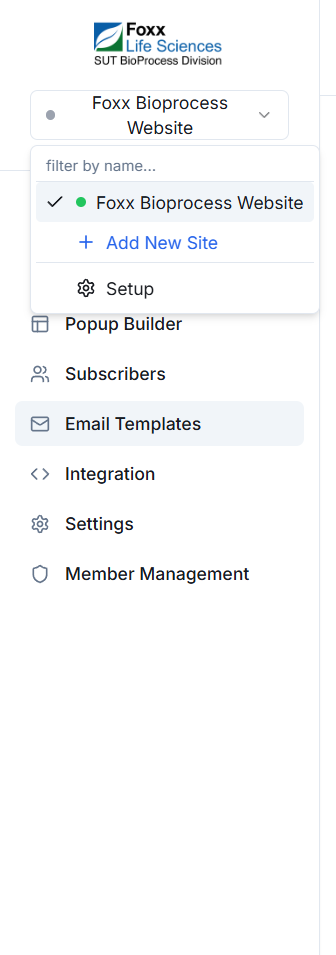 Foxx
Life Sciences
SUT BioProcess Division
Foxx Bioprocess
Website
filter by name...
Foxx Bioprocess Website
Add New Site
Setup
Popup Builder
Subscribers
Email Templates
Integration
Settings
Member Management